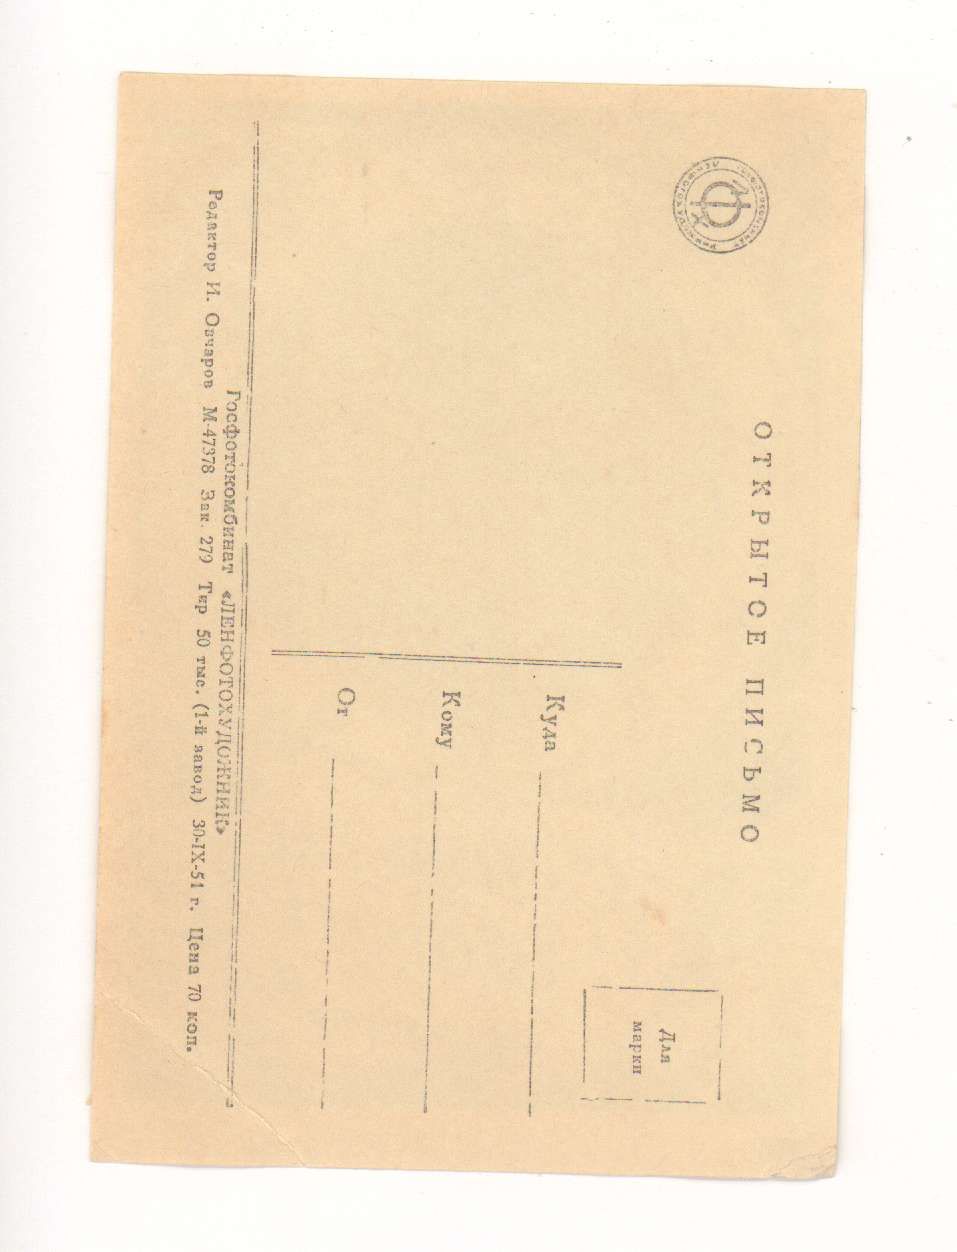 ОТКРЫТОЕ ПИСЬМО
Для
марки
Куда
Кому
От
Госфотокомбинат «ЛЕНФОТОХУДОЖНИК»
Редактор И. Овчаров М-47378 Зак. 279 Тир 50 тыс. (1-й завод) 30-IX-51 г. Цена 70 коп.